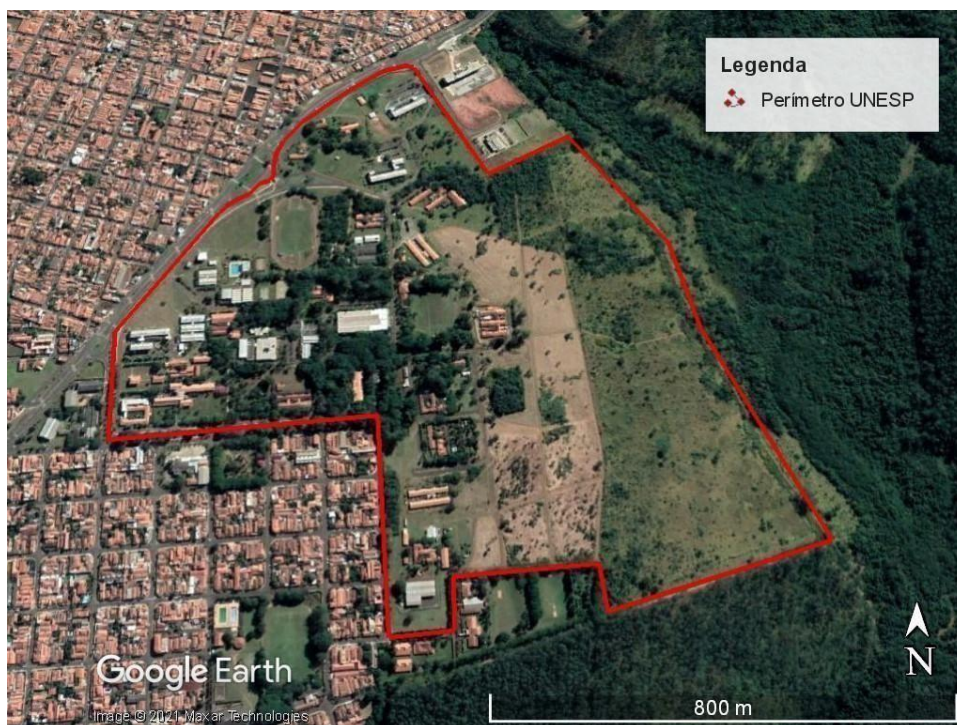 Legenda
Perímetro UNESP
N
Google Earth
Image © 2021 Maxar Technologies
800 m